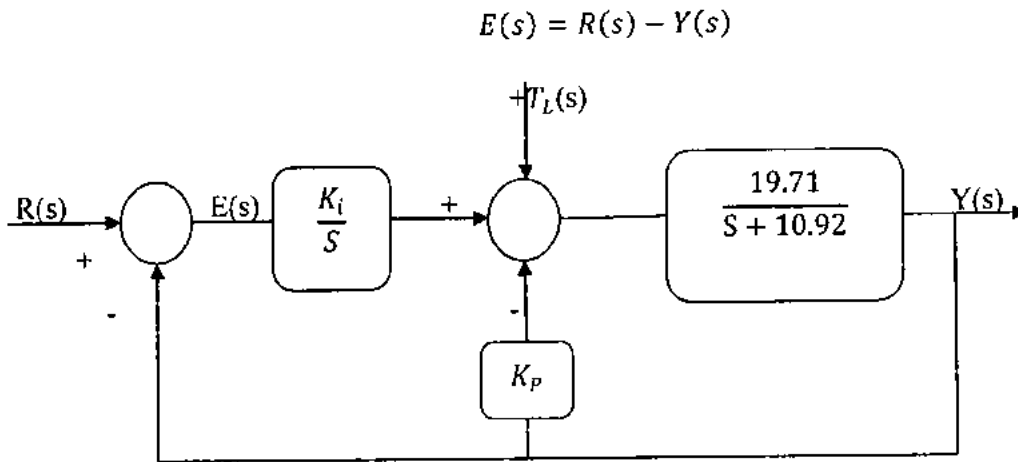 E(s) = R(s) − Y(s)
+T_L(s)
R(s)
+
-
E(s)
K_i
S
+
-
19.71
S + 10.92
Y(s)
K_P